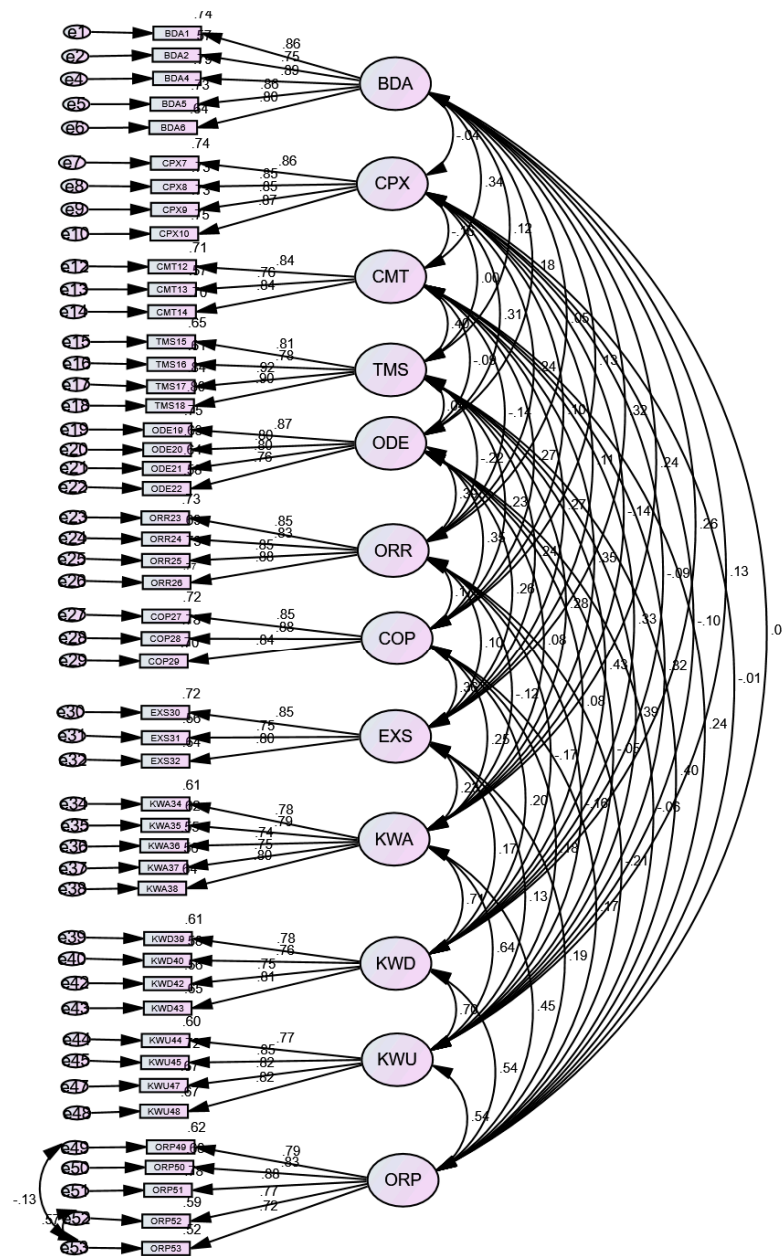 .74
e1 BDA1 .86
e2 BDA2 .75
e4 BDA4 .89
BDA
e5 BDA5 .86
e6 BDA6 .80
-.04
.74
e7 CPX7 .86
e8 CPX8 .85
CPX
e9 CPX9 .85
e10 CPX10 .87
.75
.34
.12
.18
.71
e12 CMT12 .84
e13 CMT13 .76
CMT
e14 CMT14 .84
.00
.31
.05
.13
.65
e15 TMS15 .81
e16 TMS16 .78
TMS
e17 TMS17 .92
e18 TMS18 .90
-.09
.24
.10
.32
e19 ODE19 .87
e20 ODE20 .80
ODE
e21 ODE21 .80
e22 ODE22 .76
-.14
-.22
.27
.11
.24
.73
e23 ORR23 .85
e24 ORR24 .83
ORR
e25 ORR25 .85
e26 ORR26 .88
.23
.27
-.14
.26
.35
.24
.35
-.09
.13
.72
e27 COP27 .85
e28 COP28 .88
COP
e29 COP29 .84
.26
.28
.33
-.10
.0
.10
.08
.43
.32
-.01
.72
e30 EXS30 .85
e31 EXS31 .75
EXS
e32 EXS32 .80
.64
-.12
.08
.39
.24
.25
-.17
-.05
.40
.61
e34 KWA34 .78
e35 KWA35 .79
e36 KWA36 .74
KWA
e37 KWA37 .75
e38 KWA38 .80
.20
-.16
-.06
.17
.18
-.21
.71
.13
.17
.61
e39 KWD39 .78
e40 KWD40 .76
KWD
e42 KWD42 .75
e43 KWD43 .81
.64
.19
.70
.45
.60
e44 KWU44 .77
e45 KWU45 .85
KWU
e47 KWU47 .82
e48 KWU48 .82
.67
.54
.54
.62
e49 ORP49 .79
e50 ORP50 .83
ORP
e51 ORP51 .88
.59
e52 ORP52 .77
.52
e53 ORP53 .72
-.13
.57